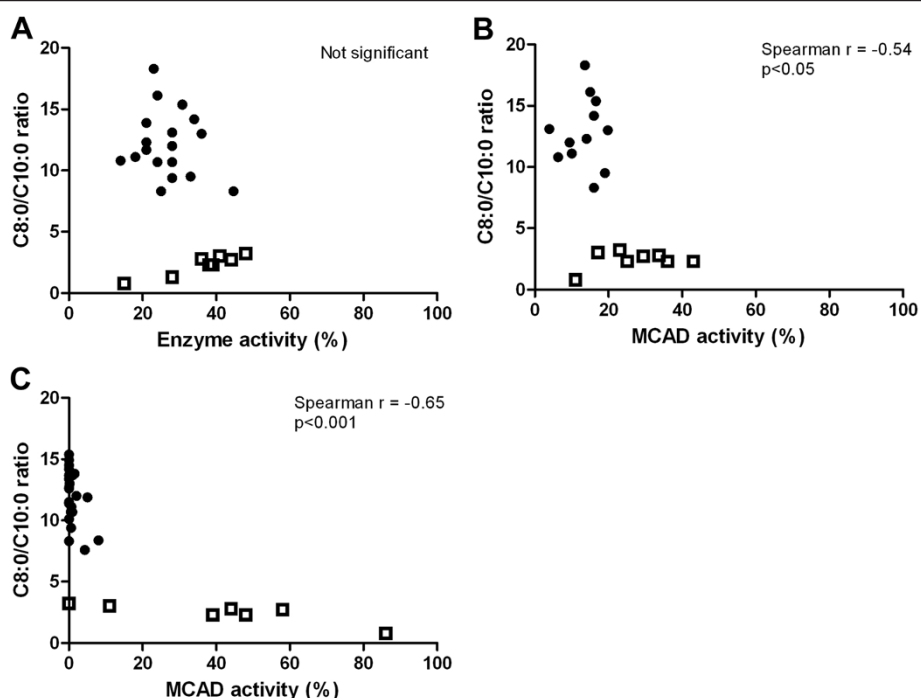 A
Not significant
20
15
10
5
0
C8:0/C10:0 ratio
0 20 40 60 80 100
Enzyme activity (%)
B
Spearman r = -0.54
p<0.05
20
15
10
5
0
C8:0/C10:0 ratio
0 20 40 60 80 100
MCAD activity (%)
C
Spearman r = -0.65
p<0.001
20
15
10
5
0
C8:0/C10:0 ratio
0 20 40 60 80 100
MCAD activity (%)